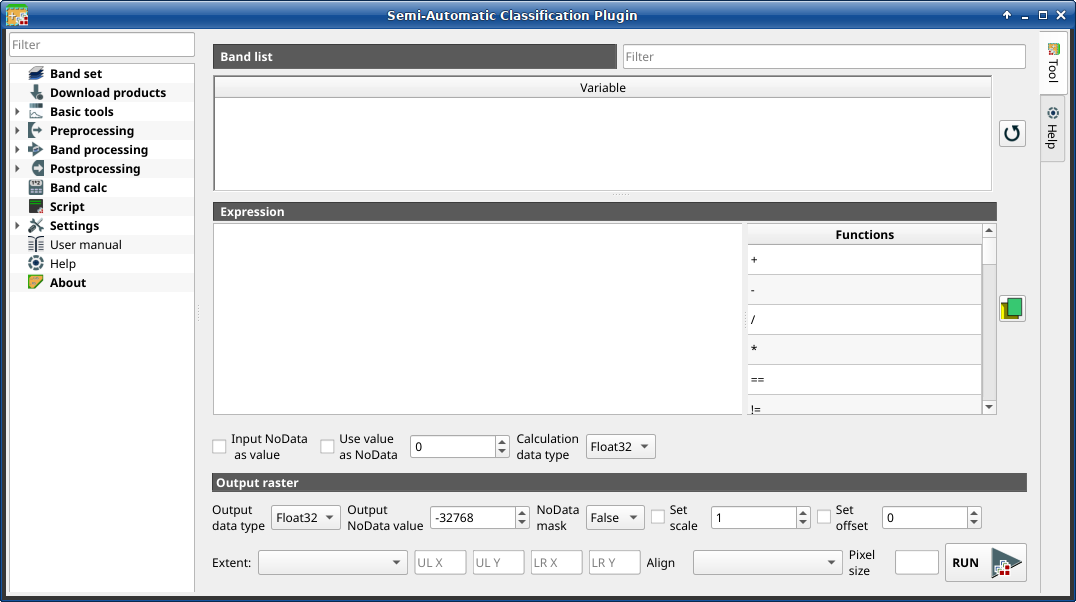 Semi-Automatic Classification Plugin
Filter
Band set
Download products
Basic tools
Preprocessing
Band processing
Postprocessing
Band calc
Script
Settings
User manual
Help
About
Band list
Filter
Variable
Expression
Functions
+
-
/
*
==
!=
Input NoData
as value
Use value
as NoData
0
Calculation
data type
Float32
Output raster
Output
data type
Float32
Output
NoData value
-32768
NoData
mask
False
Set
scale
1
Set
offset
0
Extent:
UL X
UL Y
LR X
LR Y
Align
Pixel
size
RUN
Tool
Help